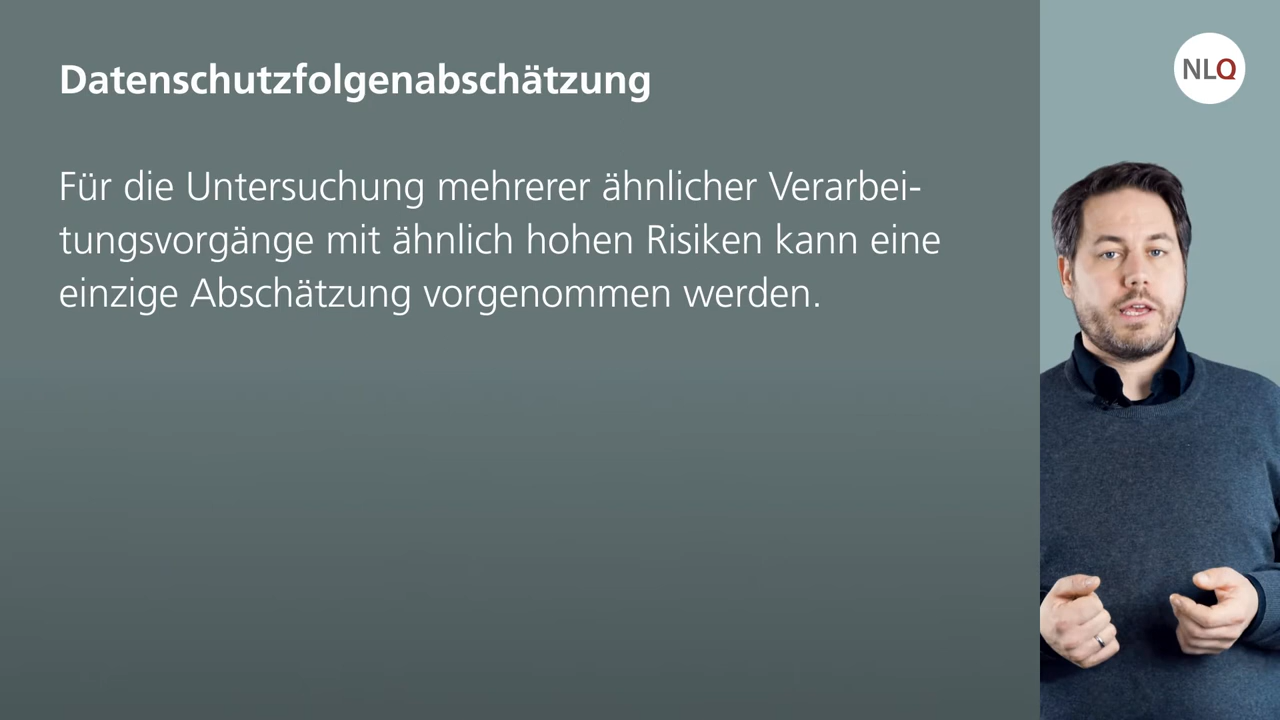 Datenschutzfolgenabschätzung
Für die Untersuchung mehrerer ähnlicher Verarbei-
tungsvorgänge mit ähnlich hohen Risiken kann eine
einzige Abschätzung vorgenommen werden.
NLQ